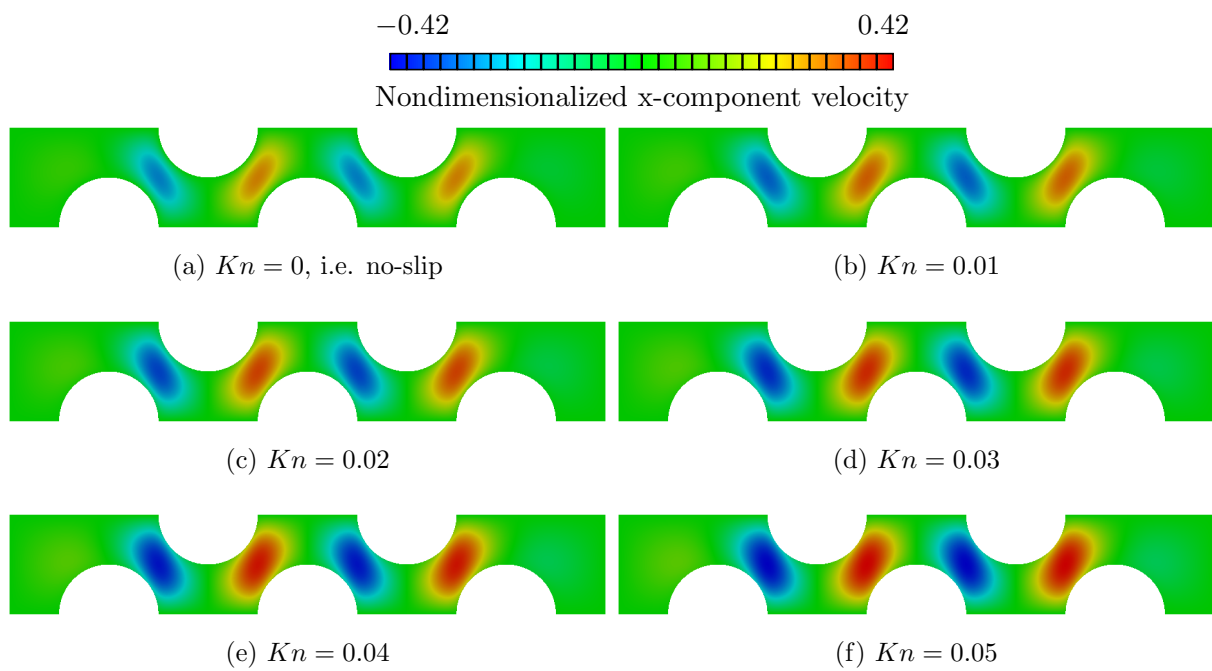 −0.42 0.42
Nondimensionalized x-component velocity
(a) Kn = 0, i.e. no-slip
(b) Kn = 0.01
(c) Kn = 0.02
(d) Kn = 0.03
(e) Kn = 0.04
(f) Kn = 0.05